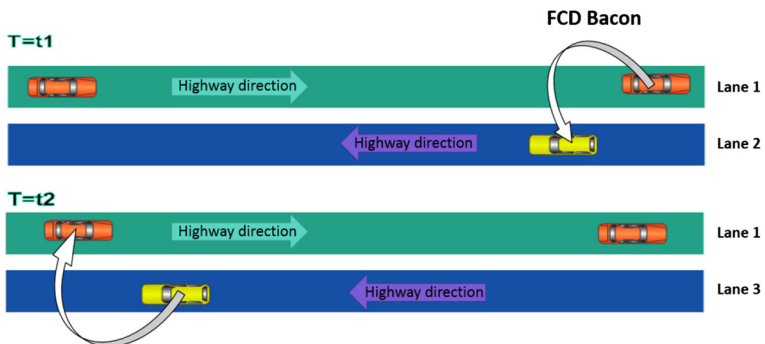 FCD Bacon
T=t1
Highway direction
Lane 1
Highway direction
Lane 2
T=t2
Highway direction
Lane 1
Highway direction
Lane 3